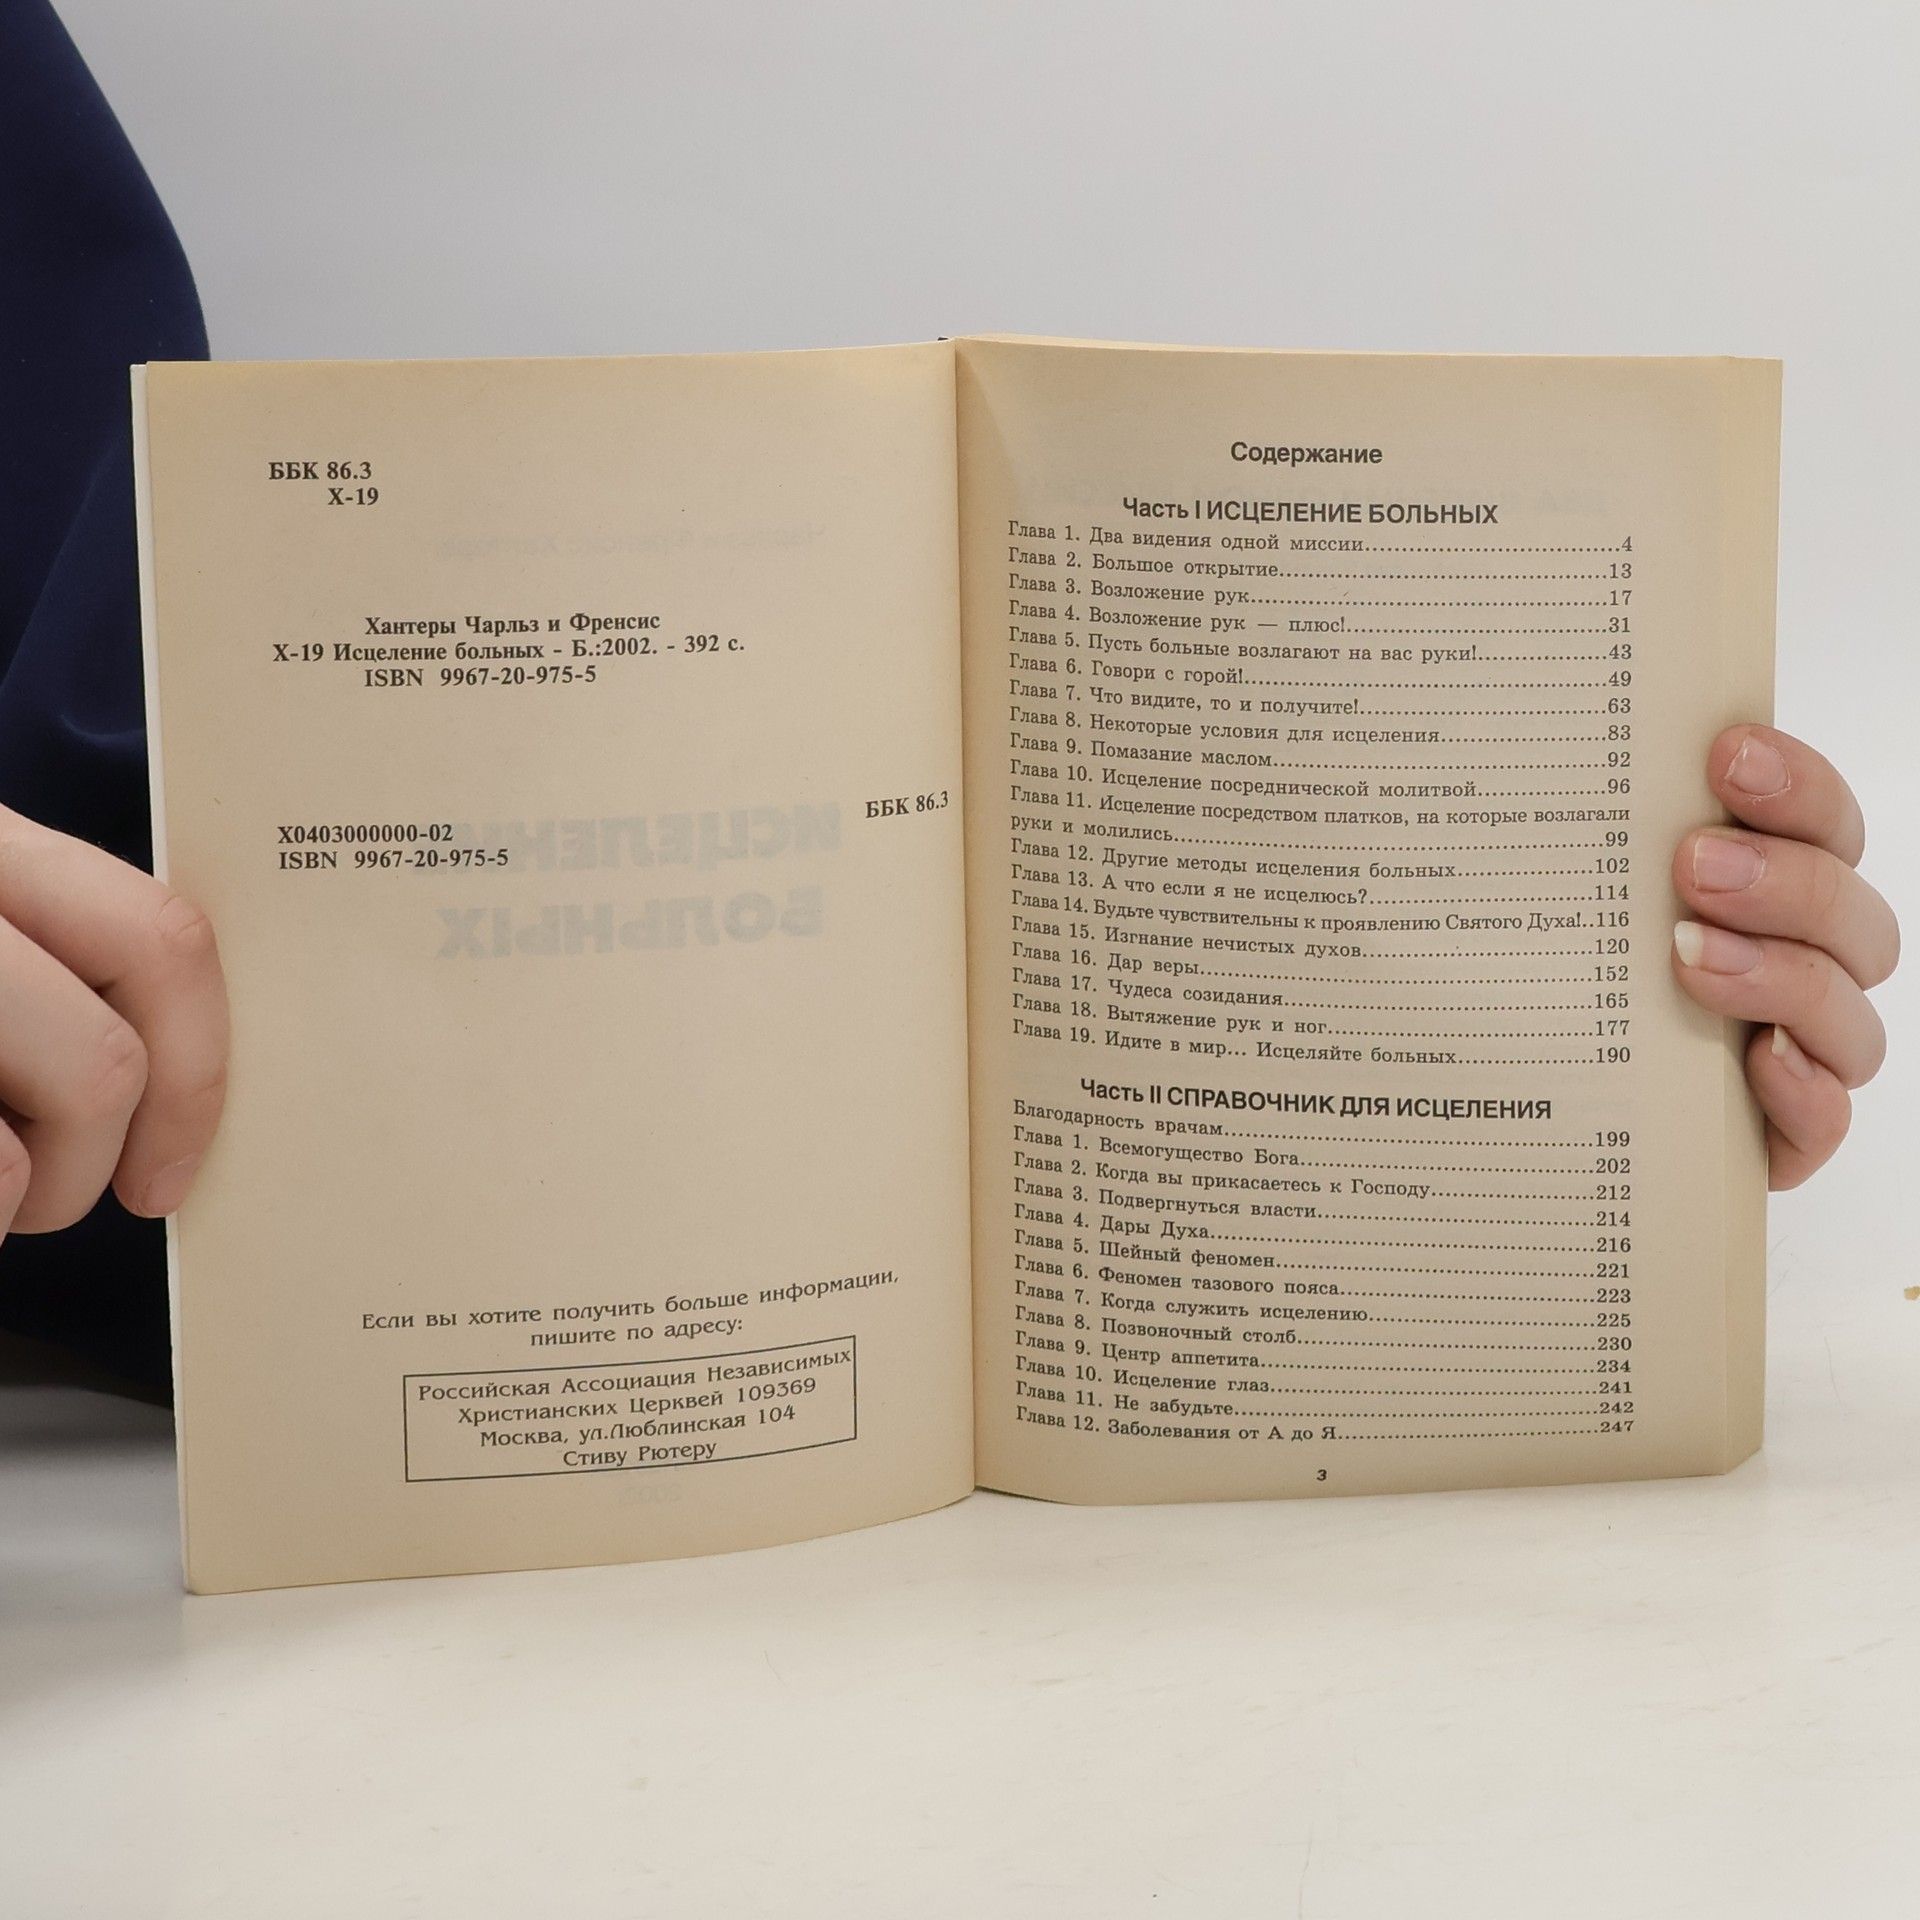 ББК 86.3
Х-19
Хантеры Чарльз и Френсис
Х-19 Исцеление больных - Б.:2002. - 392 с.
ISBN 9967-20-975-5
ББК 86.3
Х0403000000-02
ISBN 9967-20-975-5
Если вы хотите получить больше информации,
пишите по адресу:
Российская Ассоциация Независимых
Христианских Церквей 109369
Москва, ул.Люблинская 104
Стиву Рютеру
Содержание
Часть I ИСЦЕЛЕНИЕ БОЛЬНЫХ
Глава 1. Два видения одной миссии....................................4
Глава 2. Большое открытие..............................................13
Глава 3. Возложение рук..................................................17
Глава 4. Возложение рук — плюс!.....................................31
Глава 5. Пусть больные возлагают на вас руки!..................43
Глава 6. Говори с горой!...................................................49
Глава 7. Что видите, то и получите!...................................63
Глава 8. Некоторые условия для исцеления.......................83
Глава 9. Помазание маслом...............................................92
Глава 10. Исцеление посреднической молитвой..................96
Глава 11. Исцеление посредством платков, на которые возлагали
руки и молились.............................................................99
Глава 12. Другие методы исцеления больных...................102
Глава 13. А что если я не исцелюсь?................................114
Глава 14. Будьте чувствительны к проявлению Святого Духа!..116
Глава 15. Изгнание нечистых духов.................................120
Глава 16. Дар веры........................................................152
Глава 17. Чудеса созидания............................................165
Глава 18. Вытяжение рук и ног......................................177
Глава 19. Идите в мир... Исцеляйте больных...................190
Часть II СПРАВОЧНИК ДЛЯ ИСЦЕЛЕНИЯ
Благодарность врачам.....................................................199
Глава 1. Всемогущество Бога..........................................202
Глава 2. Когда вы прикасаетесь к Господу.......................212
Глава 3. Подвергнуться власти........................................214
Глава 4. Дары Духа.......................................................216
Глава 5. Шейный феномен.............................................221
Глава 6. Феномен тазового пояса....................................223
Глава 7. Когда служить исцелению.................................225
Глава 8. Позвоночный столб..........................................230
Глава 9. Центр аппетита................................................234
Глава 10. Исцеление глаз...............................................241
Глава 11. Не забудьте....................................................242
Глава 12. Заболевания от А до Я....................................247
3